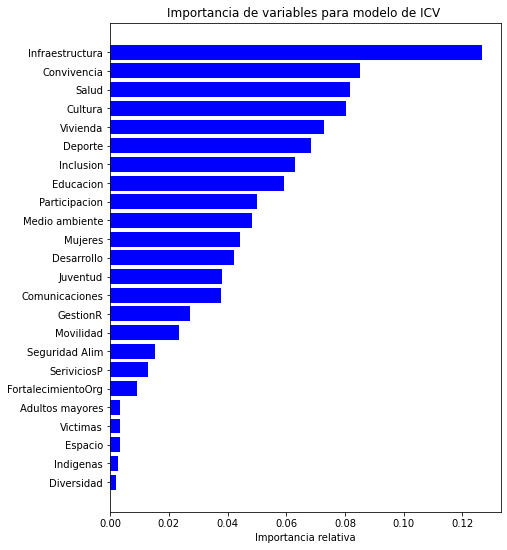 Importancia de variables para modelo de ICV
Infraestructura
Convivencia
Salud
Cultura
Vivienda
Deporte
Inclusion
Educacion
Participacion
Medio ambiente
Mujeres
Desarrollo
Juventud
Comunicaciones
GestionR
Movilidad
Seguridad Alim
SeriviciosP
FortalecimientoOrg
Adultos mayores
Victimas
Espacio
Indigenas
Diversidad
0.00 0.02 0.04 0.06 0.08 0.10 0.12
Importancia relativa